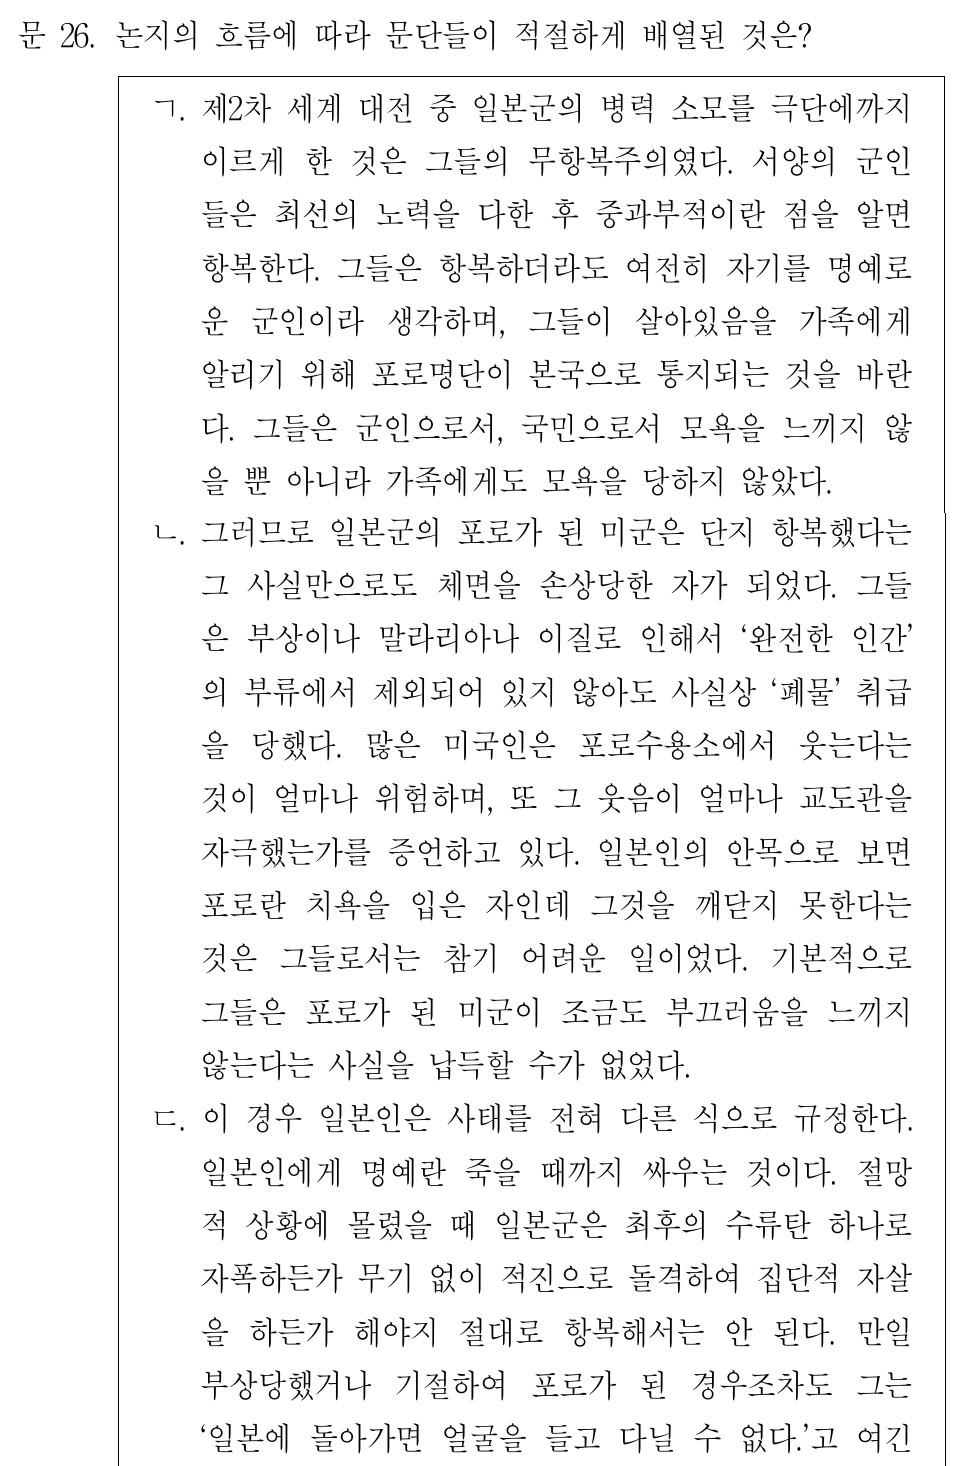 문 26. 논지의 흐름에 따라 문단들이 적절하게 배열된 것은?
ㄱ. 제2차 세계 대전 중 일본군의 병력 소모를 극단에까지
이르게 한 것은 그들의 무항복주의였다. 서양의 군인
들은 최선의 노력을 다한 후 중과부적이란 점을 알면
항복한다. 그들은 항복하더라도 여전히 자기를 명예로
운 군인이라 생각하며, 그들이 살아있음을 가족에게
알리기 위해 포로명단이 본국으로 통지되는 것을 바란
다. 그들은 군인으로서, 국민으로서 모욕을 느끼지 않
을 뿐 아니라 가족에게도 모욕을 당하지 않았다.
ㄴ. 그러므로 일본군의 포로가 된 미군은 단지 항복했다는
그 사실만으로도 체면을 손상당한 자가 되었다. 그들
은 부상이나 말라리아나 이질로 인해서 ‘완전한 인간’
의 부류에서 제외되어 있지 않아도 사실상 ‘폐물’ 취급
을 당했다. 많은 미국인은 포로수용소에서 웃는다는
것이 얼마나 위험하며, 또 그 웃음이 얼마나 교도관을
자극했는가를 증언하고 있다. 일본인의 안목으로 보면
포로란 치욕을 입은 자인데 그것을 깨닫지 못한다는
것은 그들로서는 참기 어려운 일이었다. 기본적으로
그들은 포로가 된 미군이 조금도 부끄러움을 느끼지
않는다는 사실을 납득할 수가 없었다.
ㄷ. 이 경우 일본인은 사태를 전혀 다른 식으로 규정한다.
일본인에게 명예란 죽을 때까지 싸우는 것이다. 절망
적 상황에 몰렸을 때 일본군은 최후의 수류탄 하나로
자폭하든가 무기 없이 적진으로 돌격하여 집단적 자살
을 하든가 해야지 절대로 항복해서는 안 된다. 만일
부상당했거나 기절하여 포로가 된 경우조차도 그는
‘일본에 돌아가면 얼굴을 들고 다닐 수 없다.’고 여긴